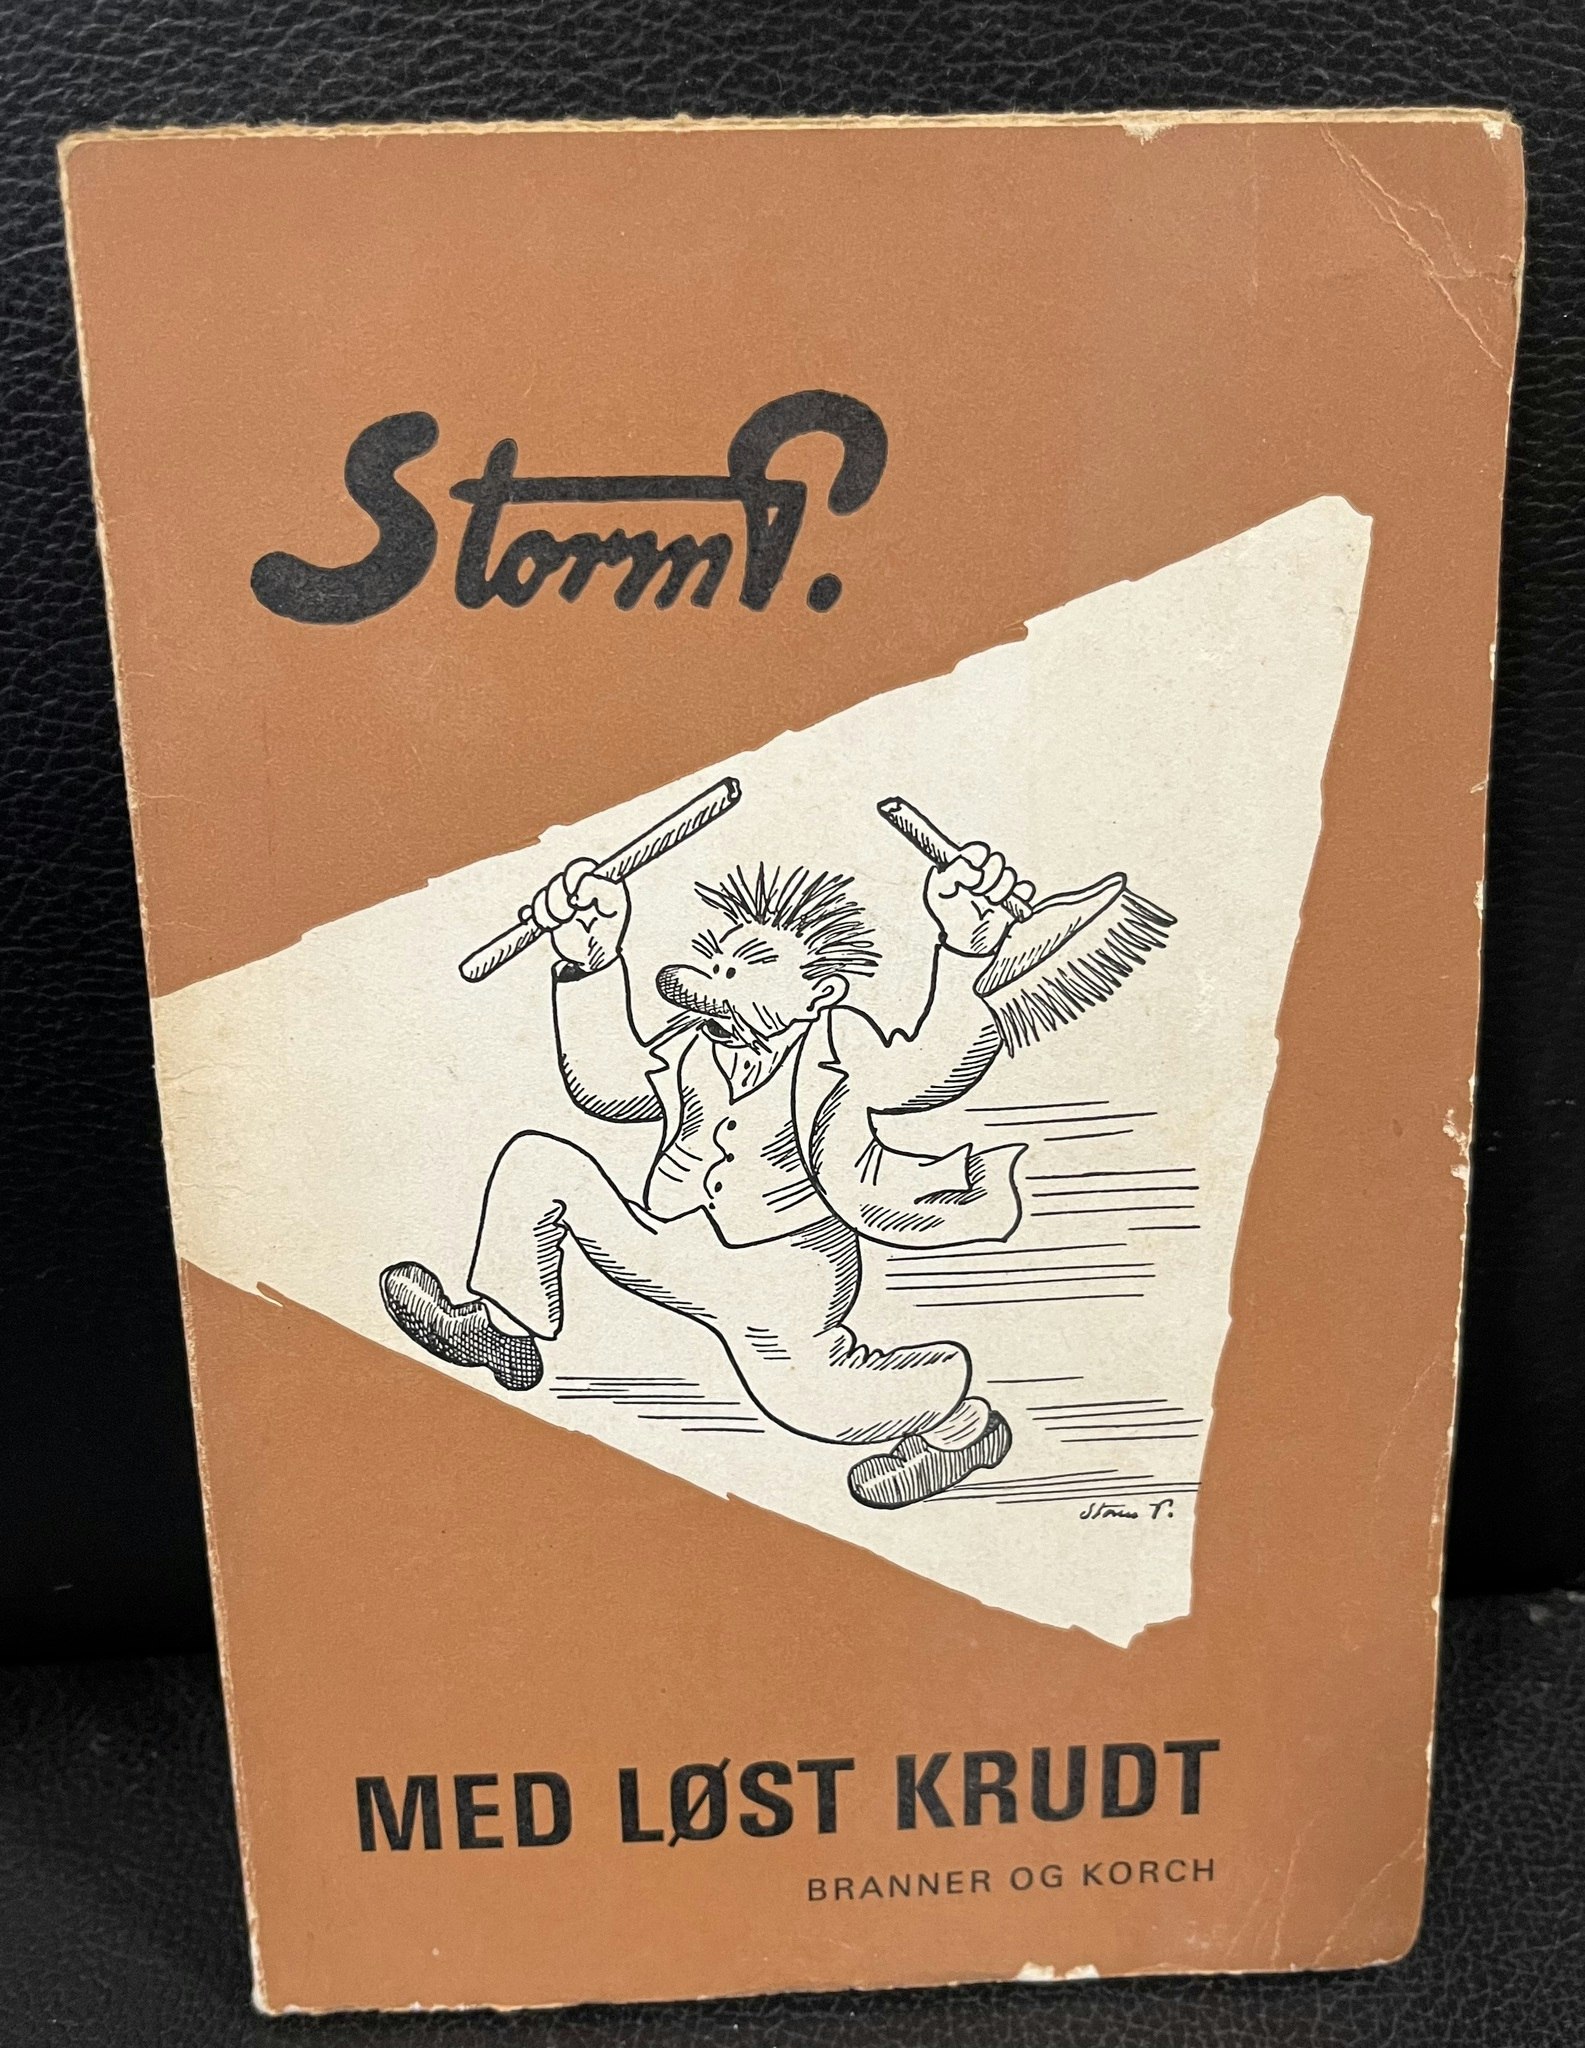 Storm P.
Storm P.
MED LØST KRUDT
BRANNER OG KORCH